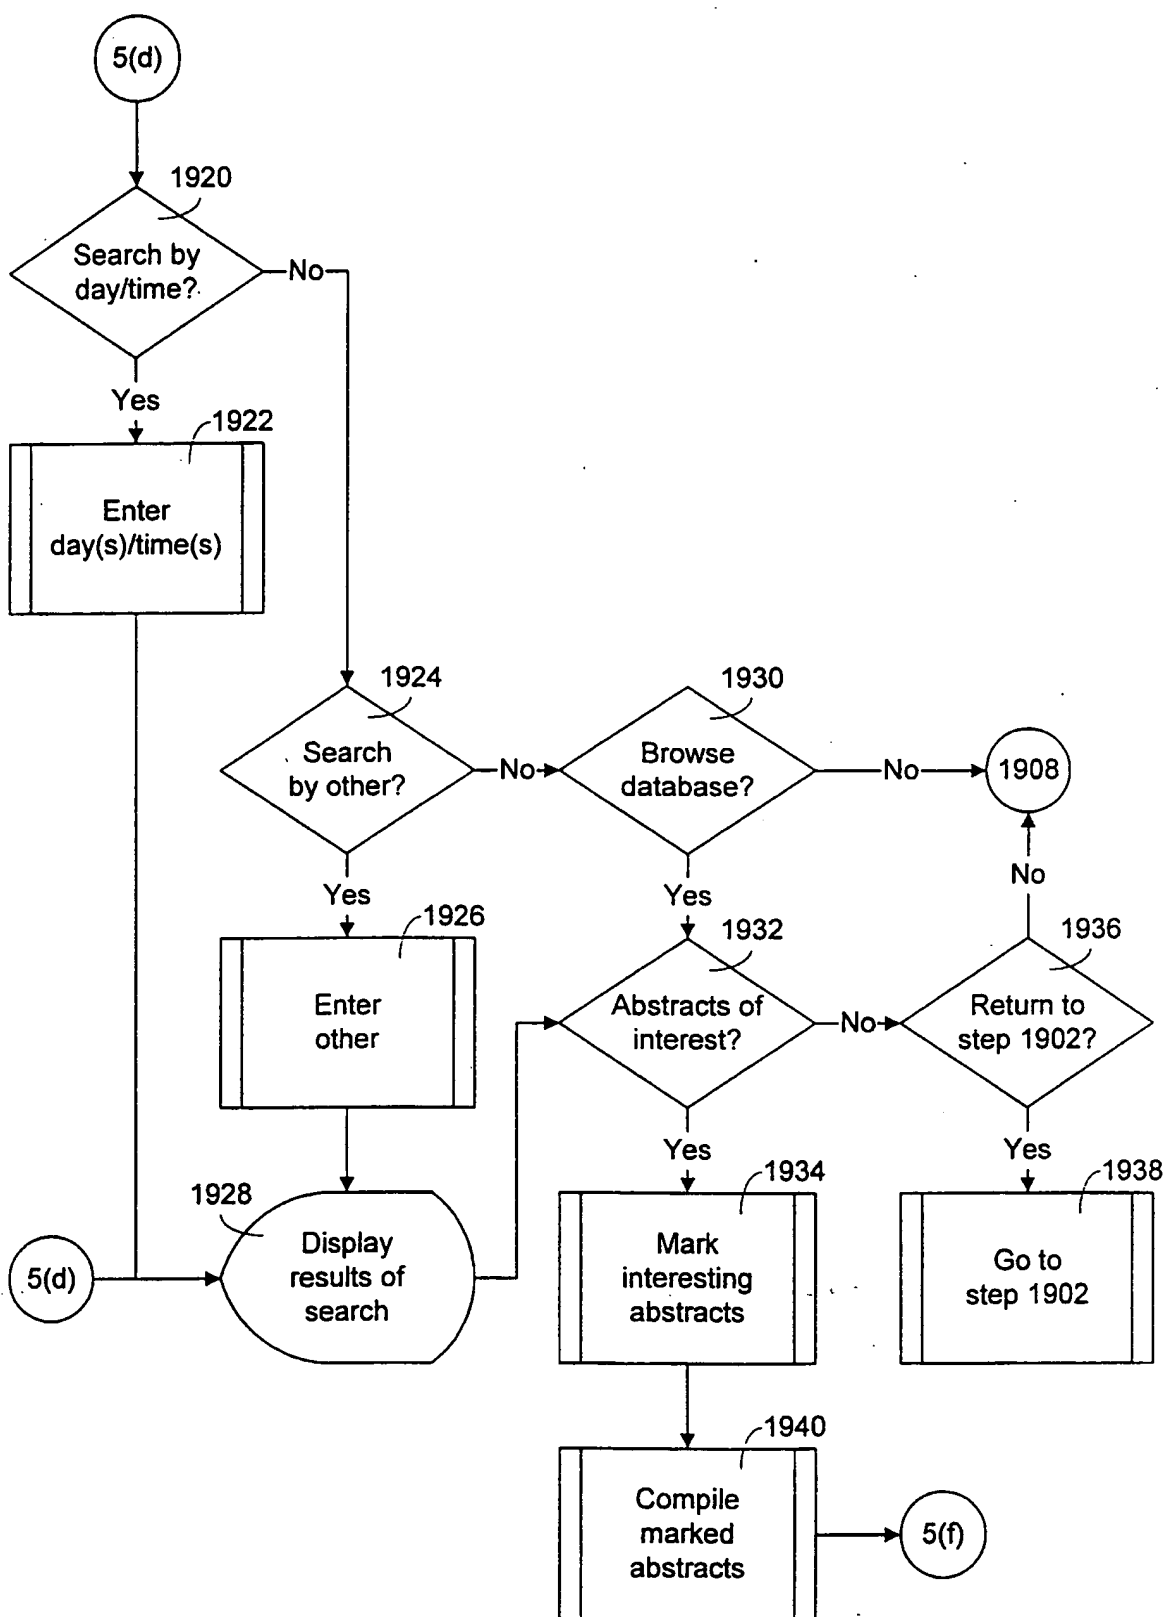 5(d)
1920
Search by
day/time?
No
Yes
1922
Enter
day(s)/time(s)
1924
Search
by other?
No
1930
Browse
database?
No
1908
Yes
Yes
No
1926
Enter
other
1932
Abstracts of
interest?
No
1936
Return to
step 1902?
Yes
Yes
1928
Display
results of
search
5(d)
1934
Mark
interesting
abstracts
1938
Go to
step 1902
1940
Compile
marked
abstracts
5(f)